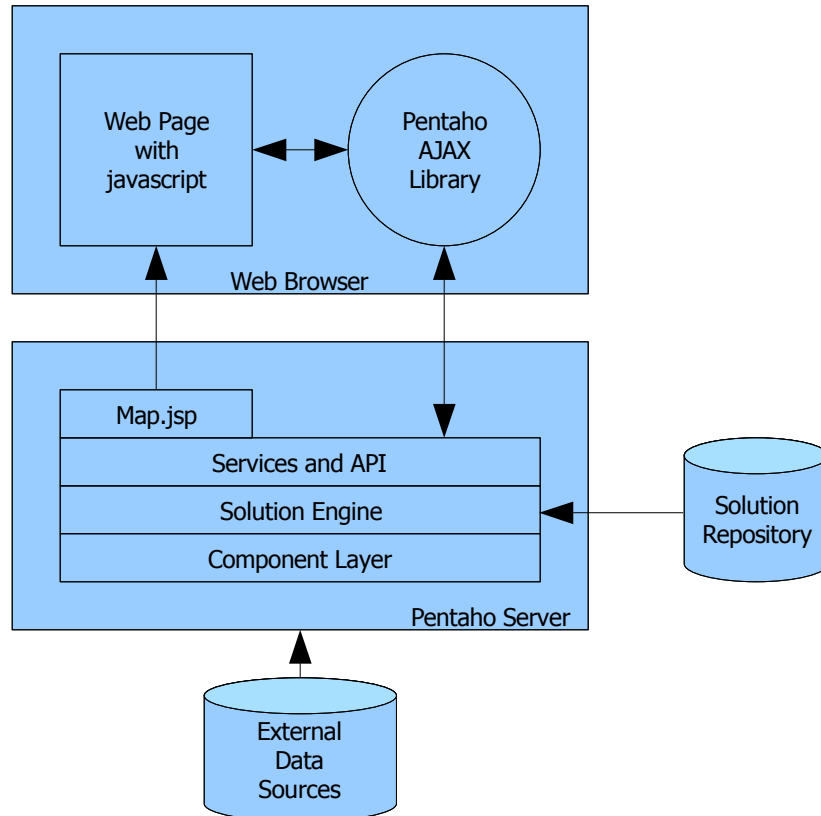 Web Page
with
javascript
Pentaho
AJAX
Library
Web Browser
Map.jsp
Services and API
Solution Engine
Component Layer
Pentaho Server
Solution
Repository
External
Data
Sources